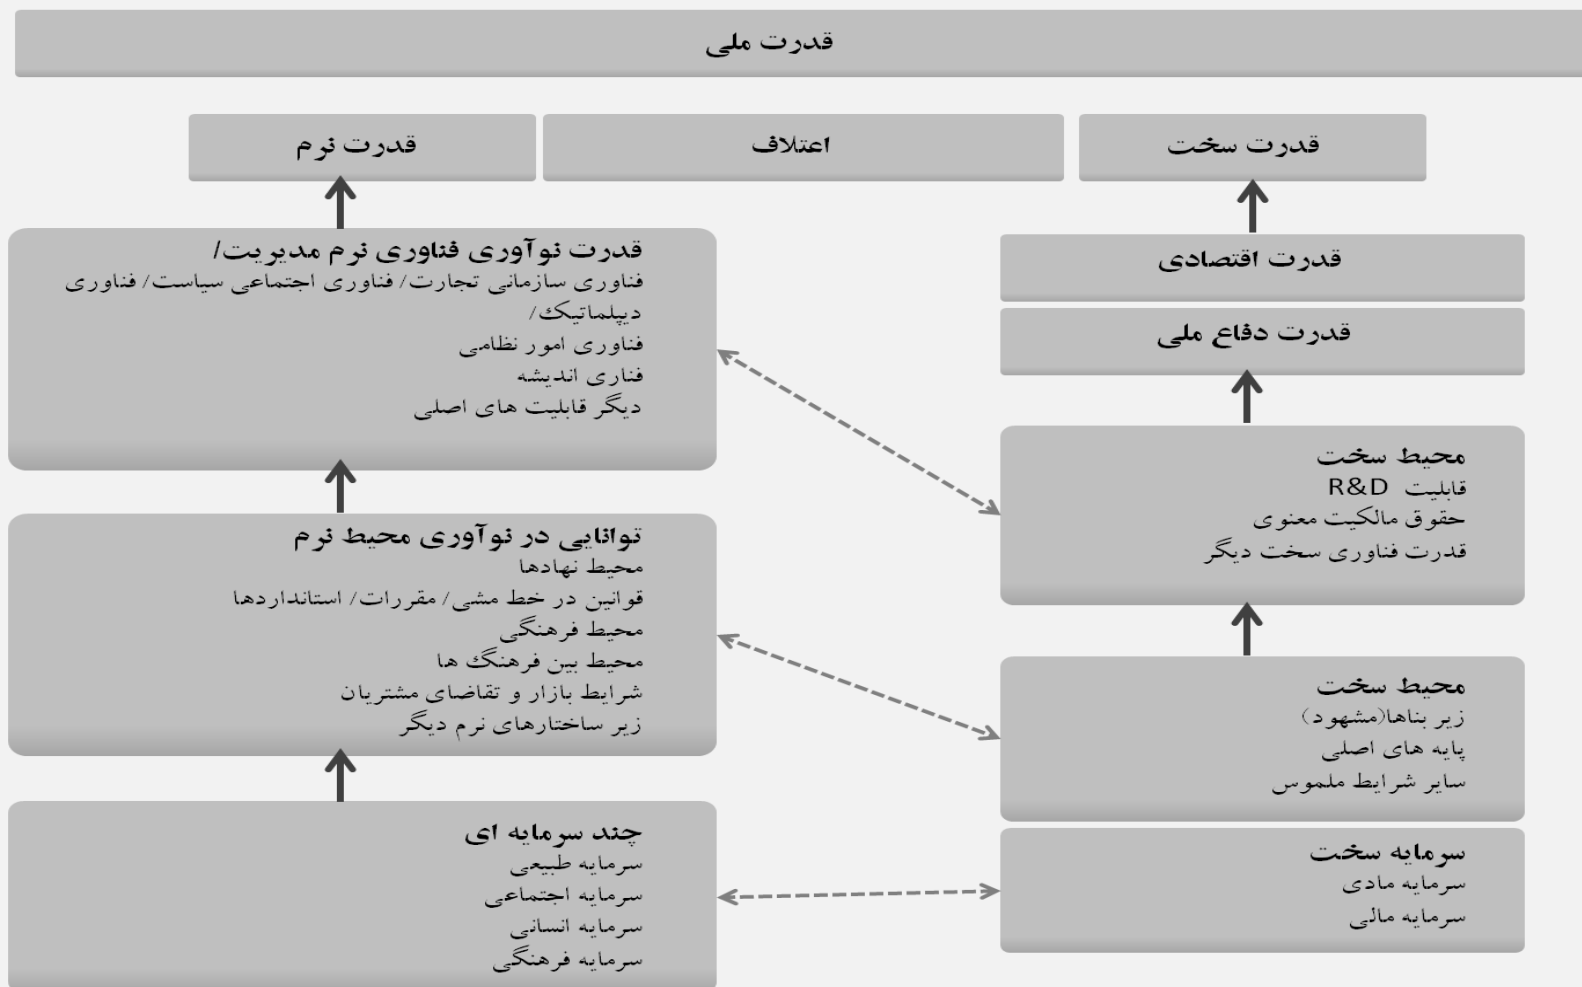 قدرت ملی
قدرت سخت
اعتلاف
قدرت نرم
قدرت اقتصادی
قدرت دفاع ملی
محیط سخت
قابلیت R&D
حقوق مالکیت معنوی
قدرت فناوری سخت دیگر
محیط سخت
زیر بناها(مشهود)
پایه های اصلی
سایر شرایط ملموس
سرمایه سخت
سرمایه مادی
سرمایه مالی
قدرت نوآوری فناوری نرم مدیریت/
فناوری سازمانی تجارت/ فناوری اجتماعی سیاست/ فناوری
دیپلماتیک/
فناوری امور نظامی
فناری اندیشه
دیگر قابلیت های اصلی
توانایی در نوآوری محیط نرم
محیط نهادها
قوانین در خط مشی/ مقررات/ استانداردها
محیط فرهنگی
محیط بین فرهنگ ها
شرایط بازار و تقاضای مشتریان
زیر ساختارهای نرم دیگر
چند سرمایه ای
سرمایه طبیعی
سرمایه اجتماعی
سرمایه انسانی
سرمایه فرهنگی